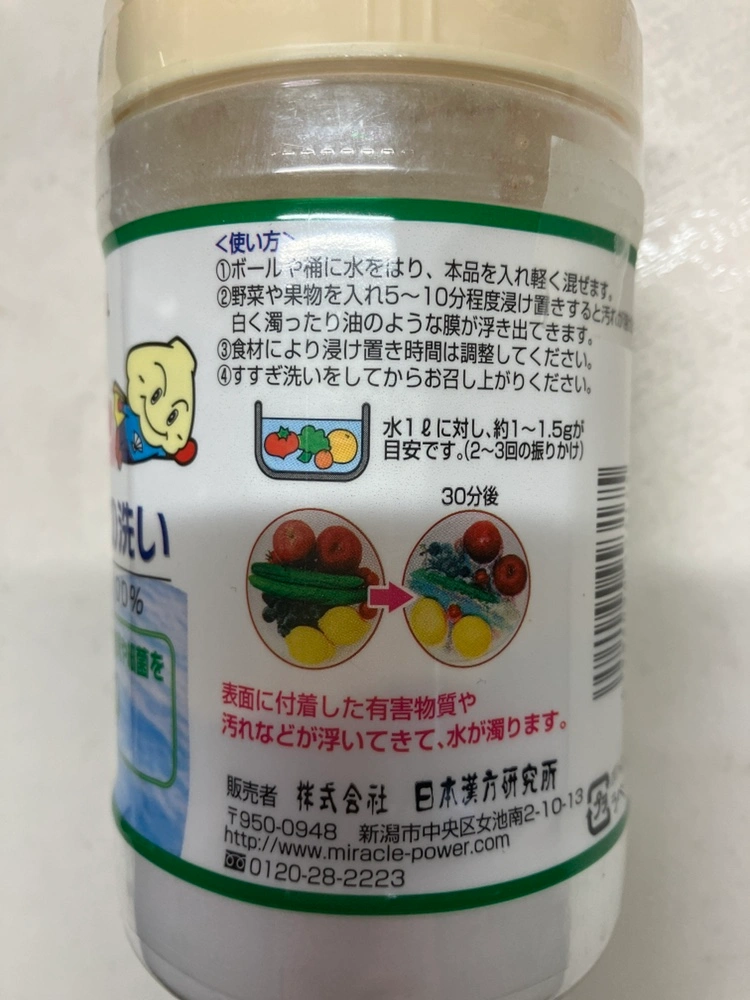 <使い方>
①ボールや桶に水をはり、本品を入れ軽く混ぜます。
②野菜や果物を入れ5〜10分程度浸け置きすると汚れ
白く濁ったり油のような膜が浮き出てきます。
③食材により浸け置き時間は調整してください。
④すすぎ洗いをしてからお召し上がりください。
水1ℓに対し、約1〜1.5gが
目安です。(2〜3回の振りかけ)
30分後
洗い
00%
菌を
表面に付着した有害物質や
汚れなどが浮いてきて、水が濁ります。
販売者 株式会社 日本漢方研究所
〒950-0948 新潟市中央区女池南2-10-13
http://www.miracle-power.com
0120-28-2223
プラ